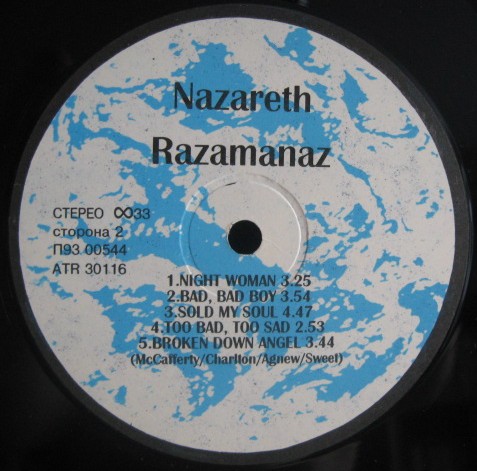 Nazareth
Razamanaz
СТЕРЕО ꝏ33
сторона 2
П93 00544
ATR 30116
1.NIGHT WOMAN 3.25
2.BAD, BAD BOY 3.54
3.SOLD MY SOUL 4.47
4.TOO BAD, TOO SAD 2.53
5.BROKEN DOWN ANGEL 3.44
(McCafferty/Charlton/Agnew/Sweet)